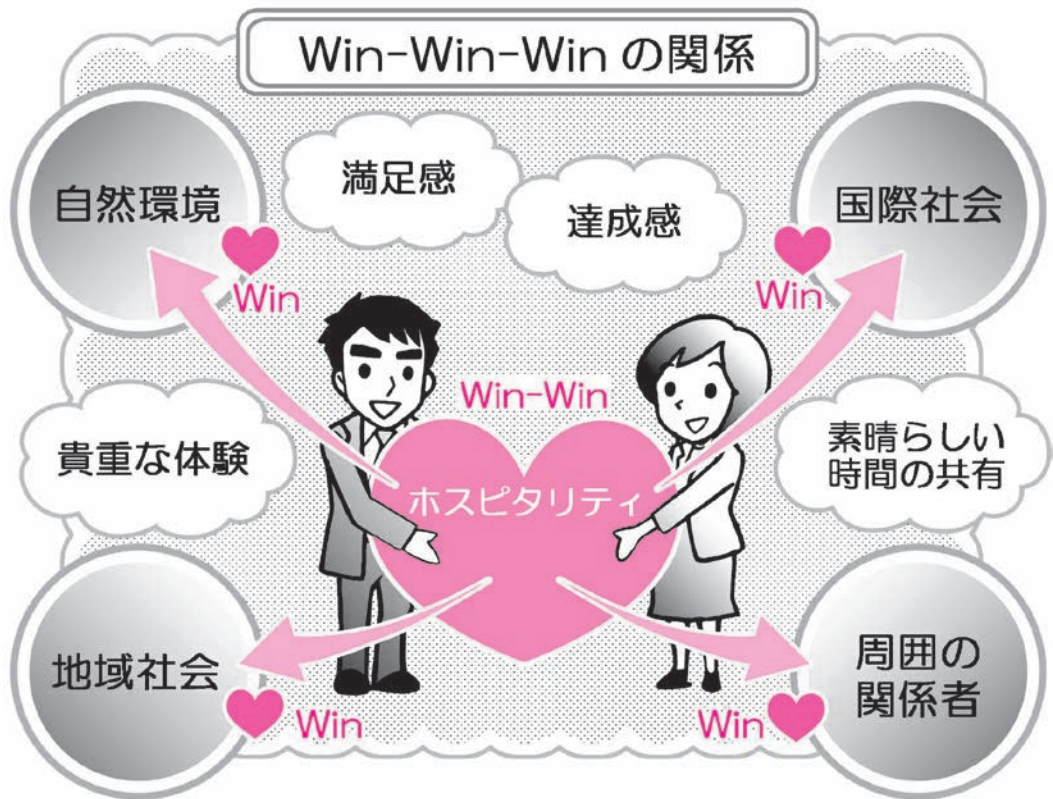 Win-Win-Win の関係
満足感
達成感
自然環境
国際社会
Win
Win
Win-Win
貴重な体験
素晴らしい
時間の共有
ホスピタリティ
地域社会
周囲の
関係者
Win
Win